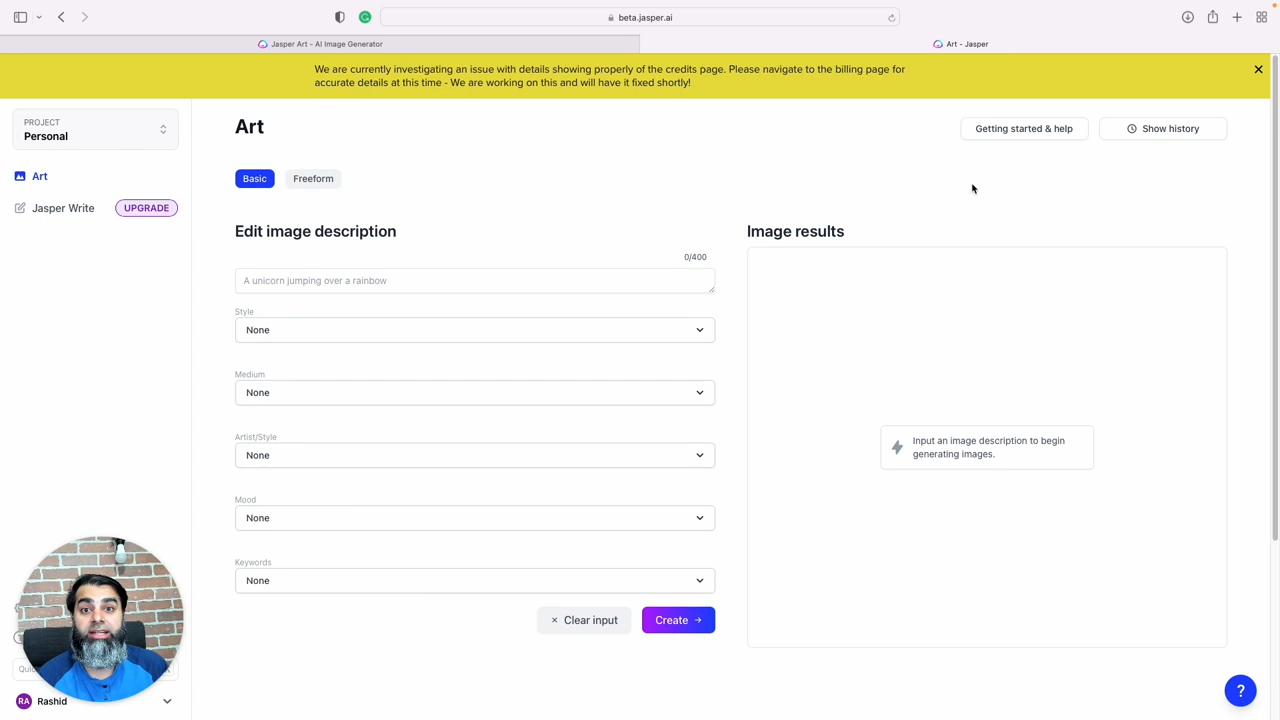 beta.jasper.ai
Jasper Art - AI Image Generator
Art - Jasper
We are currently investigating an issue with details showing properly of the credits page. Please navigate to the billing page for
accurate details at this time - We are working on this and will have it fixed shortly!
PROJECT
Personal
Art
Getting started & help
Show history
Art
Basic
Freeform
Jasper Write
UPGRADE
Edit image description
Image results
0/400
A unicorn jumping over a rainbow
Style
None
Medium
None
Artist/Style
None
Input an image description to begin
generating images.
Mood
None
Keywords
None
Clear input
Create
RA
Rashid
?